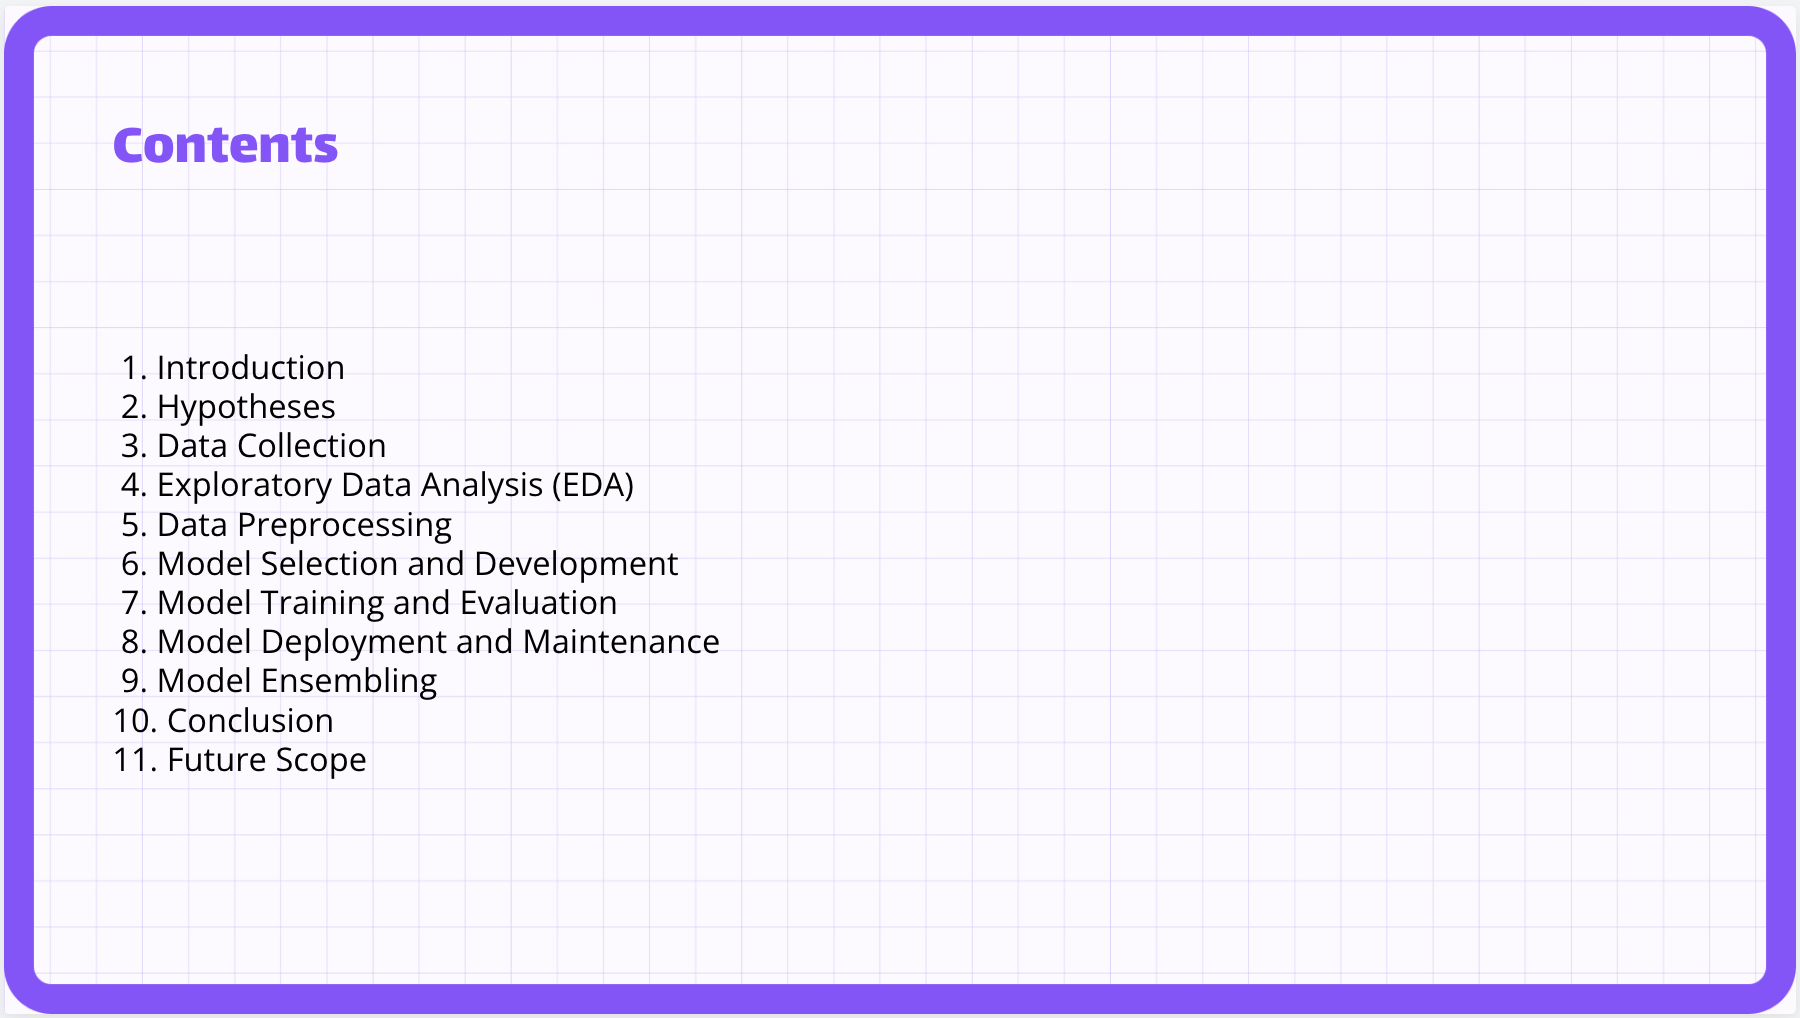 Contents
1. Introduction
2. Hypotheses
3. Data Collection
4. Exploratory Data Analysis (EDA)
5. Data Preprocessing
6. Model Selection and Development
7. Model Training and Evaluation
8. Model Deployment and Maintenance
9. Model Ensembling
10. Conclusion
11. Future Scope